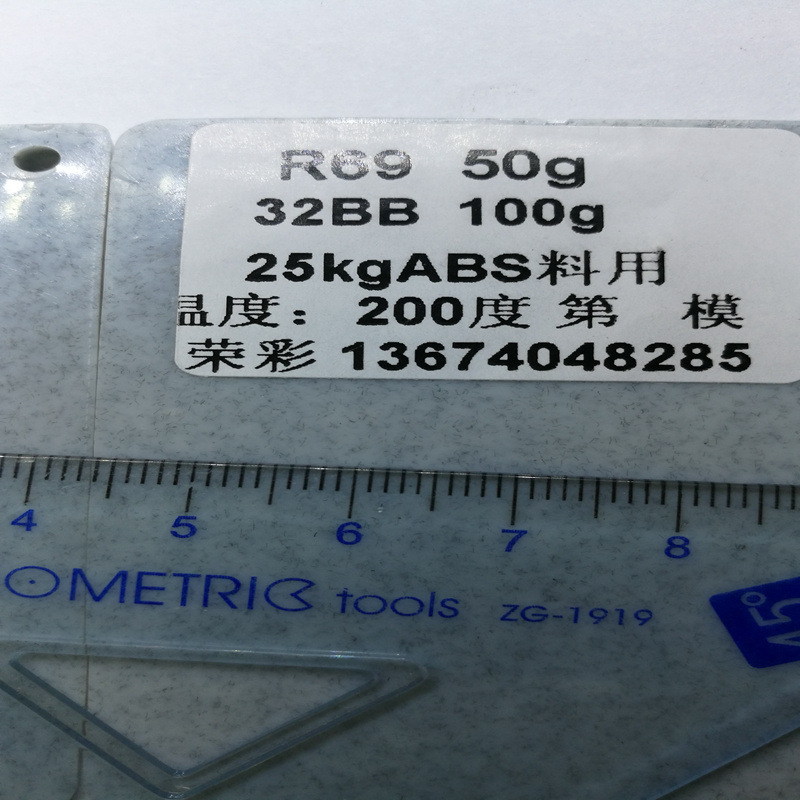 R69 50g
32BB 100g
25kgABS料用
温度：200度 第 模
荣彩 13674048285
4 5 6 7 8
OMETRIC tools ZG-1919
45°